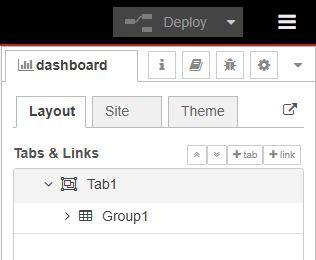 Deploy
dashboard
Layout Site Theme
Tabs & Links +tab +link
Tab1
Group1